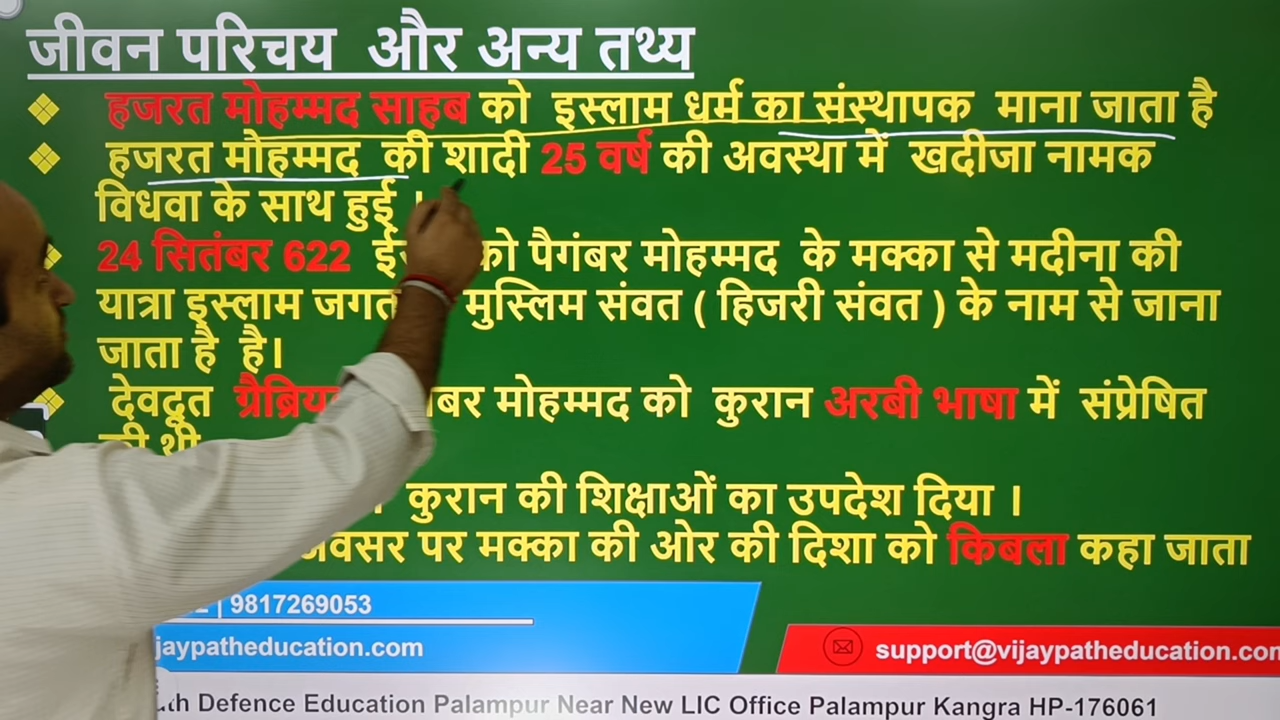 जीवन परिचय और अन्य तथ्य
हजरत मोहम्मद साहब को इस्लाम धर्म का संस्थापक माना जाता है
हजरत मौहम्मद की शादी 25 वर्ष की अवस्था में खदीजा नामक
विधवा के साथ हुई ।
24 सितंबर 622 को पैगंबर मोहम्मद के मक्का से मदीना की
यात्रा इस्लाम जगत मुस्लिम संवत ( हिजरी संवत ) के नाम से जाना
जाता है है।
देवदूत मोहम्मद को कुरान अरबी भाषा में संप्रेषित
कुरान की शिक्षाओं का उपदेश दिया ।
अवसर पर मक्का की ओर की दिशा को किबला कहा जाता
| 9817269053
jaypatheducation.com
support@vijaypatheducation.com
Defence Education Palampur Near New LIC Office Palampur Kangra HP-176061